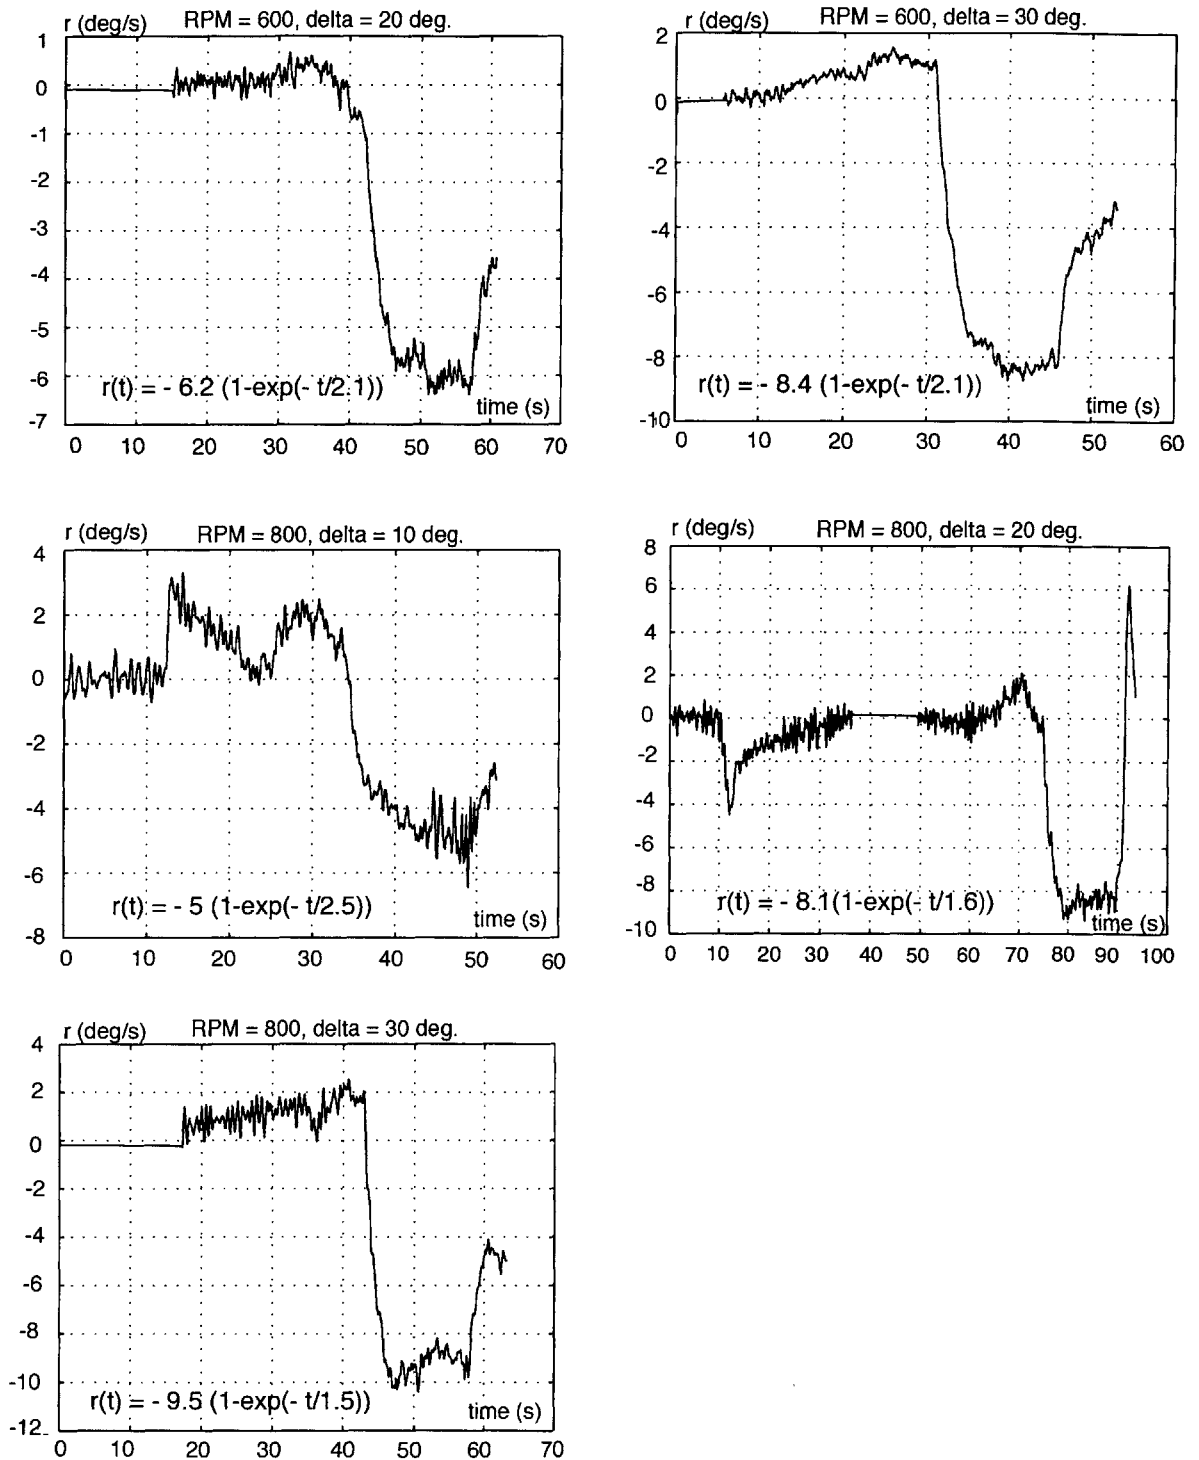 r (deg/s) RPM = 600, delta = 20 deg.
1
0
-1
-2
-3
-4
-5
-6
-7
r(t) = - 6.2 (1-exp(- t/2.1))
time (s)
0 10 20 30 40 50 60 70
r (deg/s) RPM = 600, delta = 30 deg.
2
0
-2
-4
-6
-8
-10
r(t) = - 8.4 (1-exp(- t/2.1))
time (s)
0 10 20 30 40 50 60
r (deg/s) RPM = 800, delta = 10 deg.
4
2
0
-2
-4
-6
-8
r(t) = - 5 (1-exp(- t/2.5))
time (s)
0 10 20 30 40 50 60
r (deg/s) RPM = 800, delta = 20 deg.
8
6
4
2
0
-2
-4
-6
-8
-10
r(t) = - 8.1(1-exp(- t/1.6))
time (s)
0 10 20 30 40 50 60 70 80 90 100
r (deg/s) RPM = 800, delta = 30 deg.
4
2
0
-2
-4
-6
-8
-10
-12
r(t) = - 9.5 (1-exp(- t/1.5))
time (s)
0 10 20 30 40 50 60 70